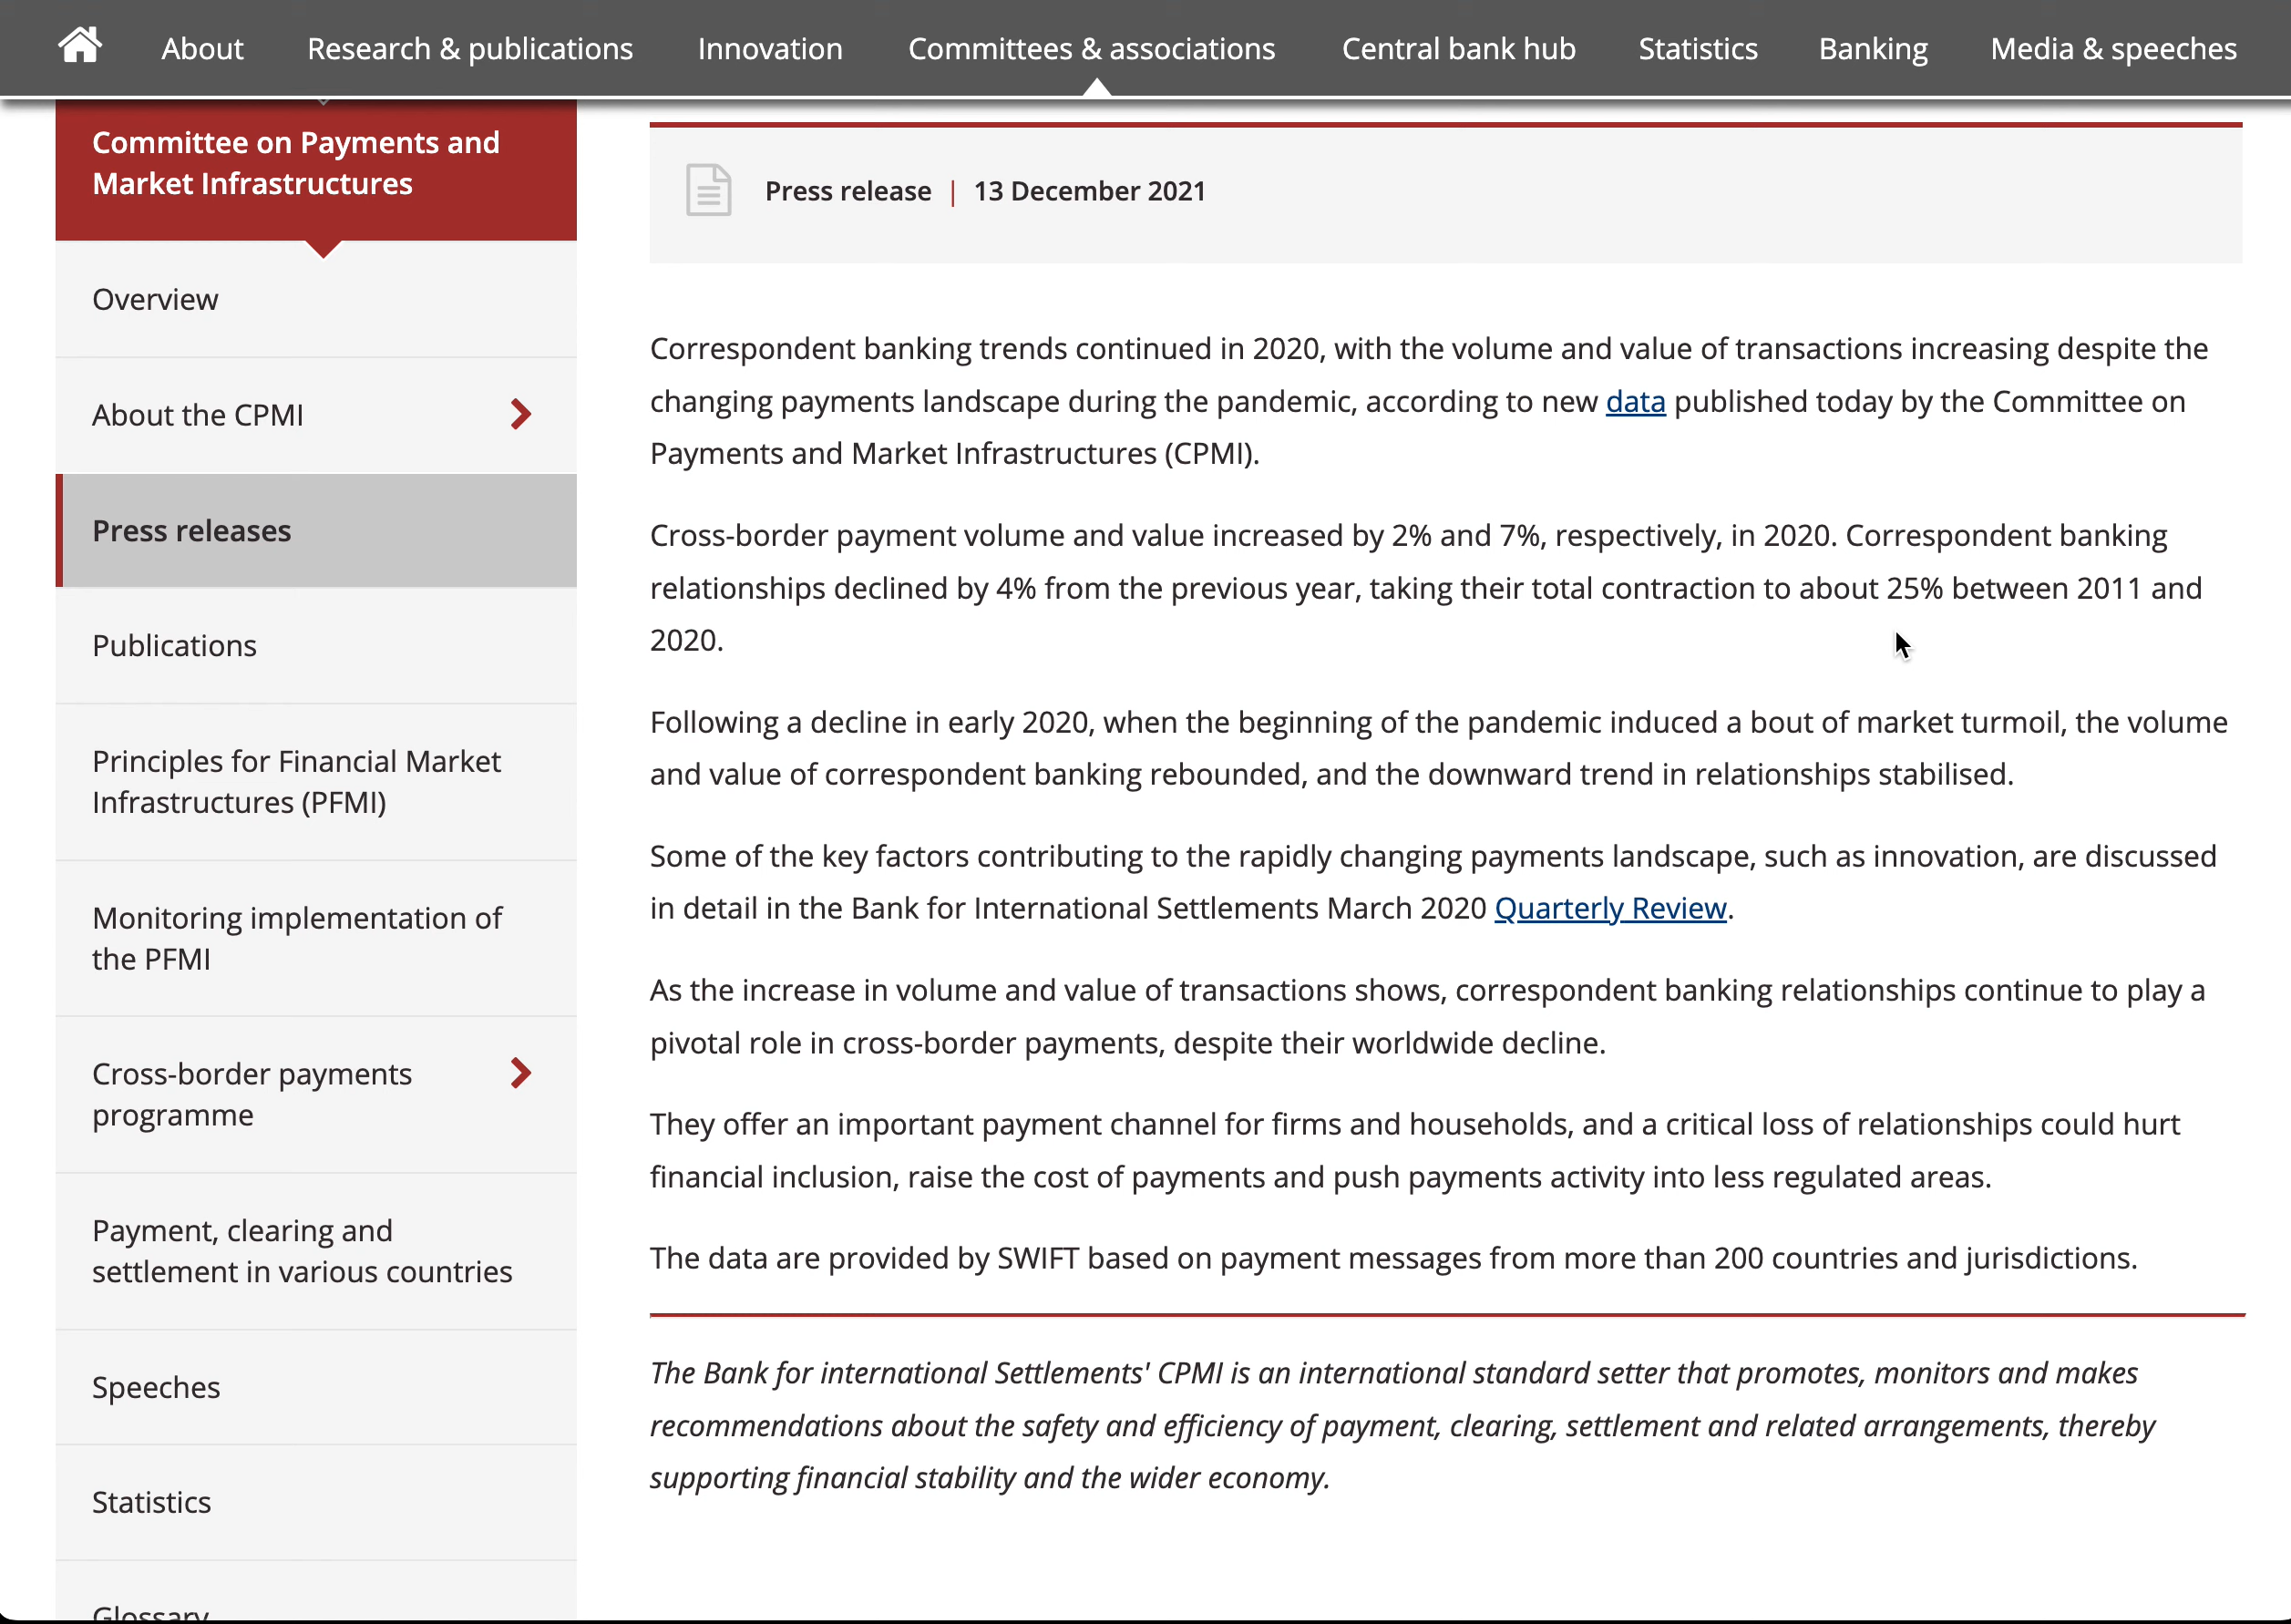 About Research & publications Innovation Committees & associations Central bank hub Statistics Banking Media & speeches
Committee on Payments and
Market Infrastructures
Overview
About the CPMI
Press releases
Publications
Principles for Financial Market
Infrastructures (PFMI)
Monitoring implementation of
the PFMI
Cross-border payments
programme
Payment, clearing and
settlement in various countries
Speeches
Statistics
Glossary
Press release | 13 December 2021
Correspondent banking trends continued in 2020, with the volume and value of transactions increasing despite the
changing payments landscape during the pandemic, according to new data published today by the Committee on
Payments and Market Infrastructures (CPMI).
Cross-border payment volume and value increased by 2% and 7%, respectively, in 2020. Correspondent banking
relationships declined by 4% from the previous year, taking their total contraction to about 25% between 2011 and
2020.
Following a decline in early 2020, when the beginning of the pandemic induced a bout of market turmoil, the volume
and value of correspondent banking rebounded, and the downward trend in relationships stabilised.
Some of the key factors contributing to the rapidly changing payments landscape, such as innovation, are discussed
in detail in the Bank for International Settlements March 2020 Quarterly Review.
As the increase in volume and value of transactions shows, correspondent banking relationships continue to play a
pivotal role in cross-border payments, despite their worldwide decline.
They offer an important payment channel for firms and households, and a critical loss of relationships could hurt
financial inclusion, raise the cost of payments and push payments activity into less regulated areas.
The data are provided by SWIFT based on payment messages from more than 200 countries and jurisdictions.
The Bank for international Settlements' CPMI is an international standard setter that promotes, monitors and makes
recommendations about the safety and efficiency of payment, clearing, settlement and related arrangements, thereby
supporting financial stability and the wider economy.